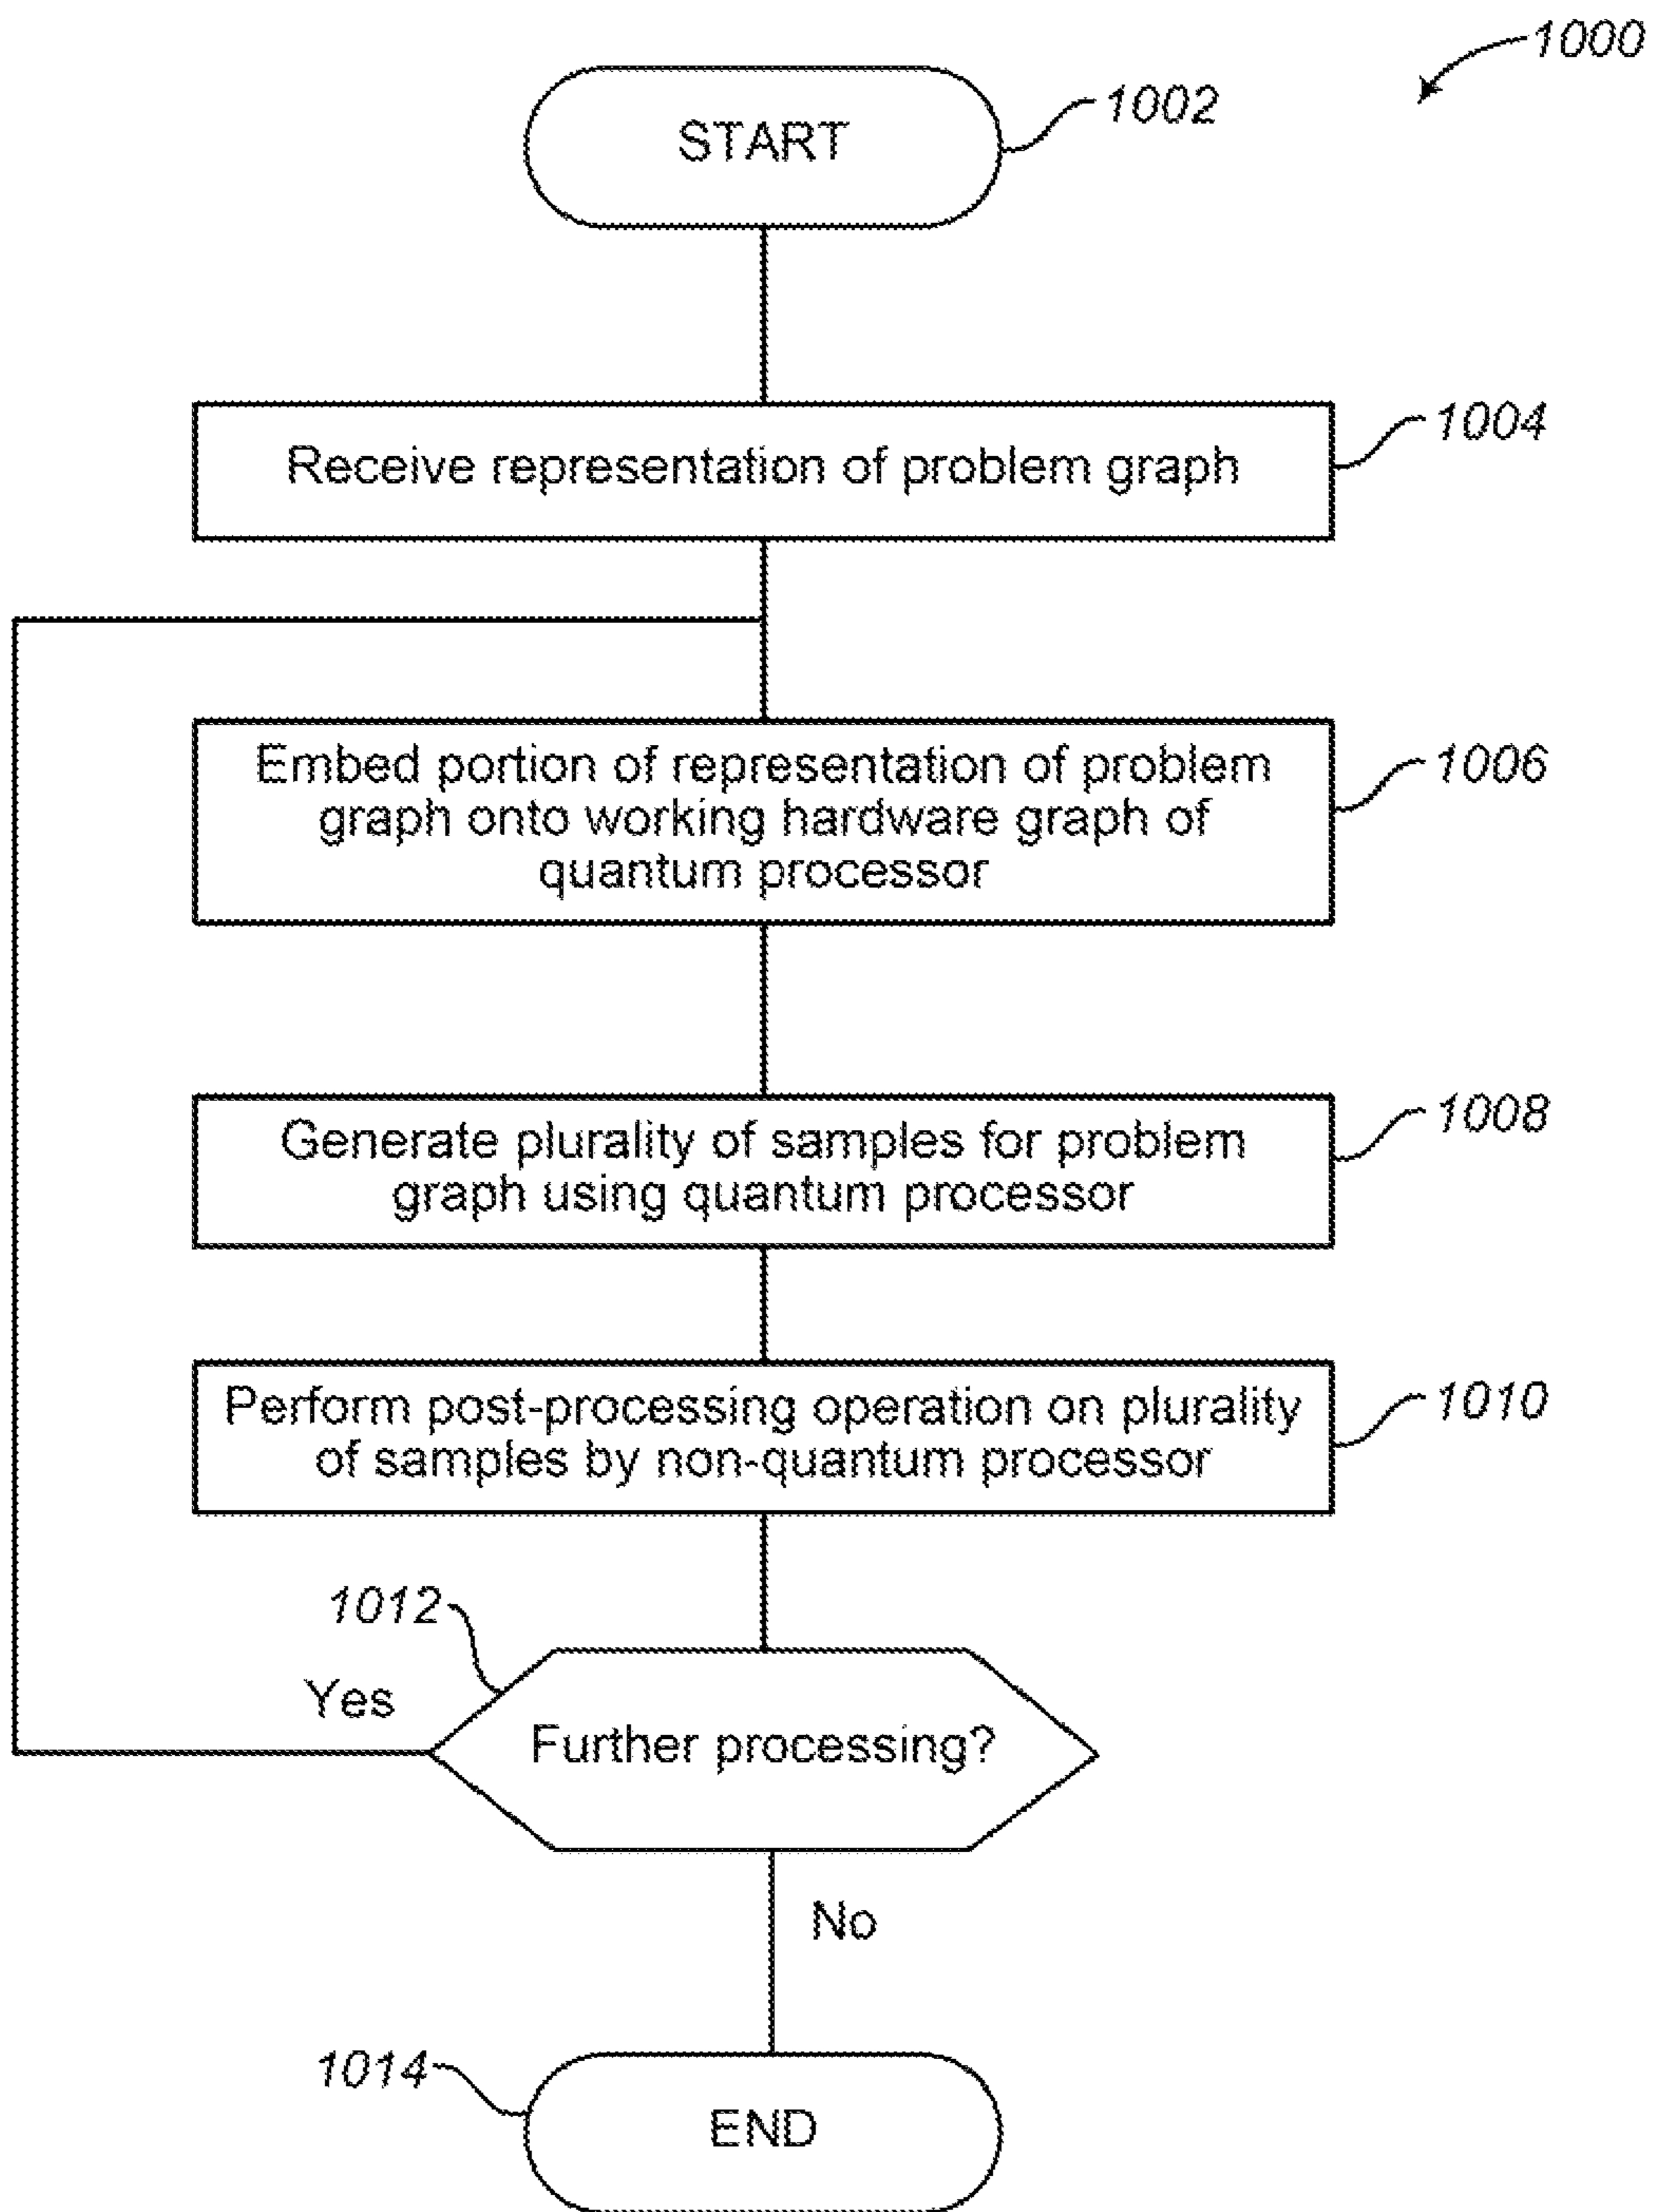 1000
START
1002
Receive representation of problem graph
1004
Embed portion of representation of problem
graph onto working hardware graph of
quantum processor
1006
Generate plurality of samples for problem
graph using quantum processor
1008
Perform post-processing operation on plurality
of samples by non-quantum processor
1010
1012
Yes
Further processing?
No
1014
END